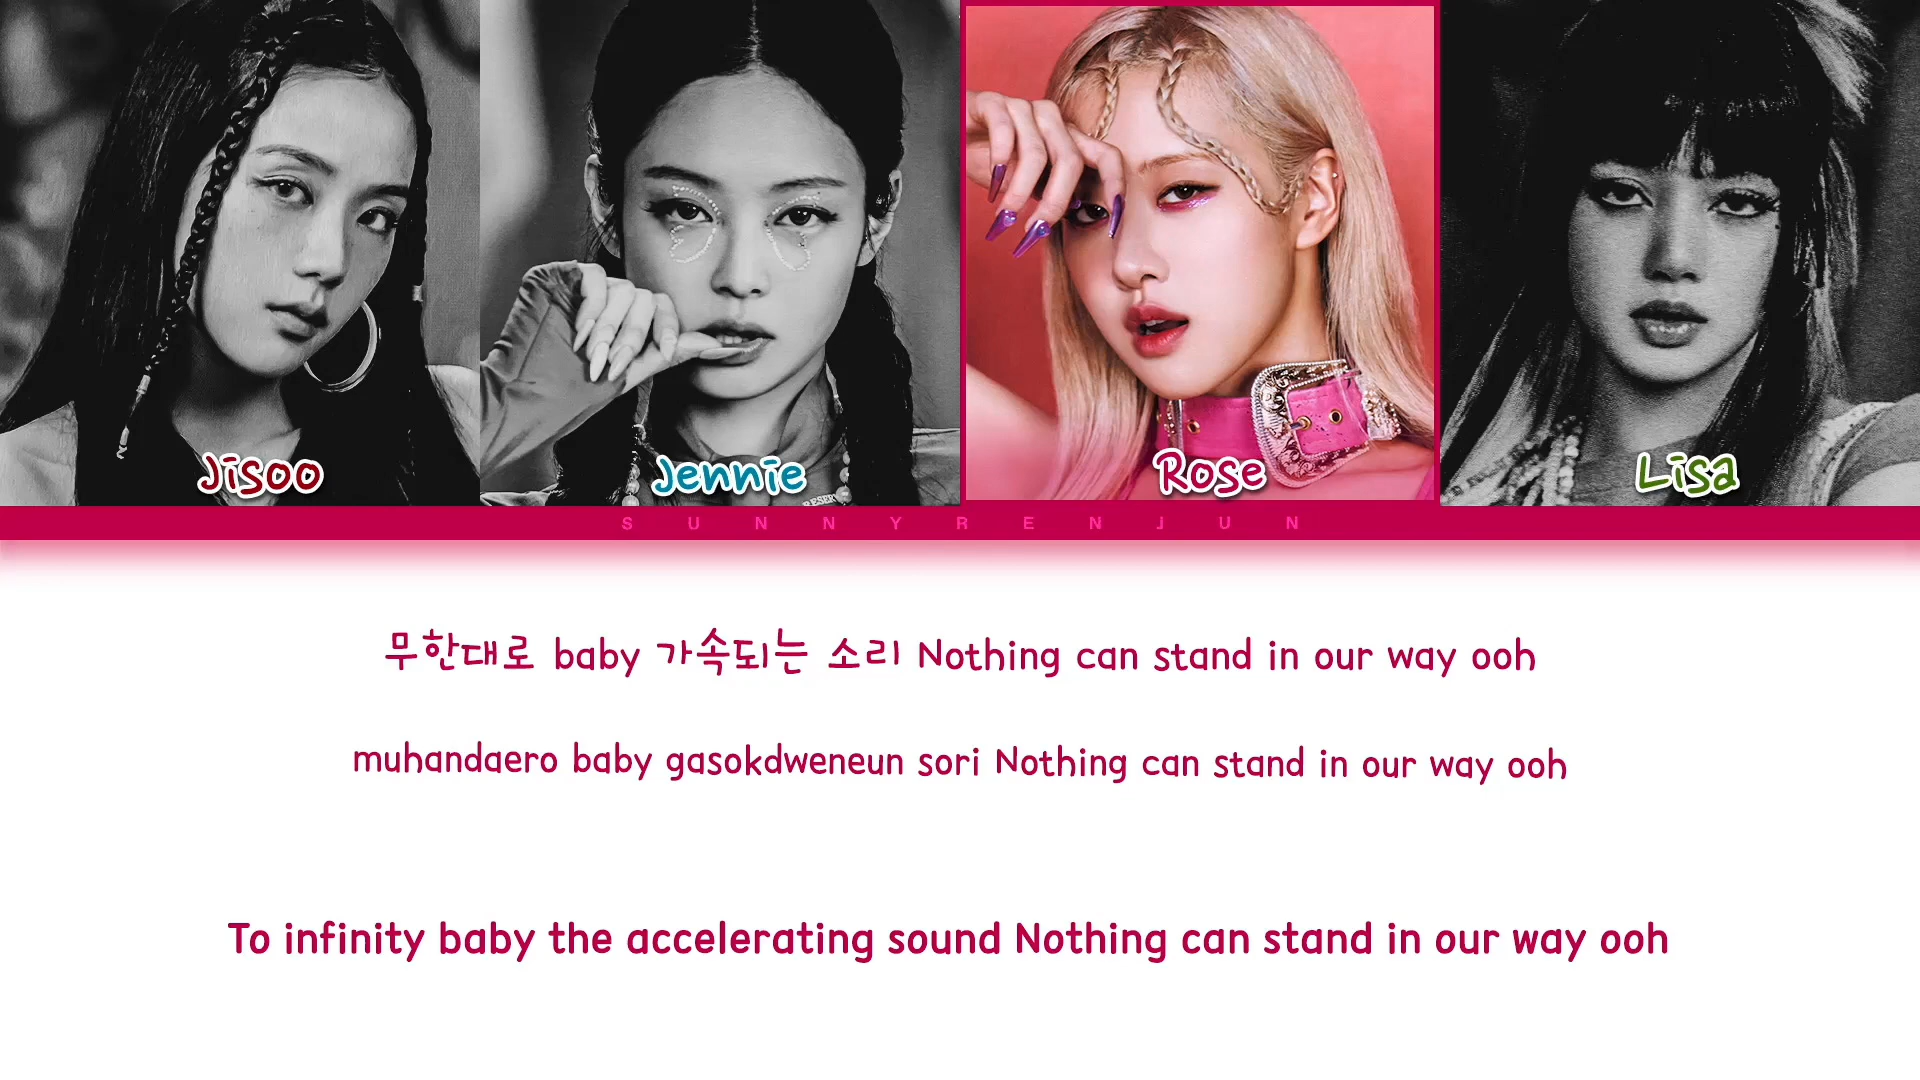 Jisoo
Jennie
Rose
Lisa
SUNNYRENJUN
무한대로 baby 가속되는 소리 Nothing can stand in our way ooh
muhandaero baby gasokdweneun sori Nothing can stand in our way ooh
To infinity baby the accelerating sound Nothing can stand in our way ooh